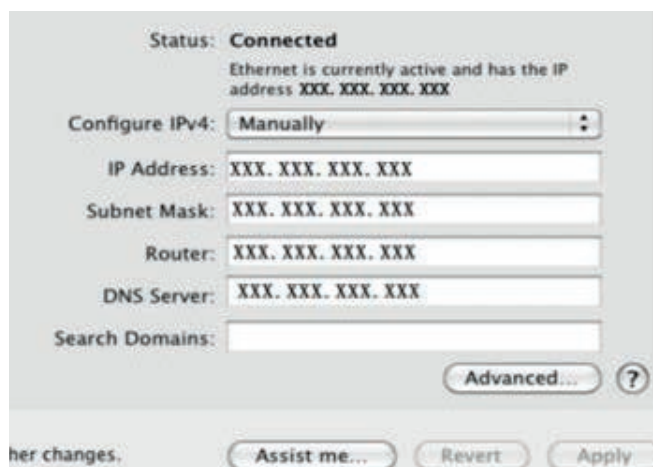 Status: Connected
Ethernet is currently active and has the IP
address XXX. XXX. XXX. XXX
Configure IPv4: Manually
IP Address: XXX. XXX. XXX. XXX
Subnet Mask: XXX. XXX. XXX. XXX
Router: XXX. XXX. XXX. XXX
DNS Server: XXX. XXX. XXX. XXX
Search Domains:
Advanced... ?
her changes. Assist me... Revert Apply